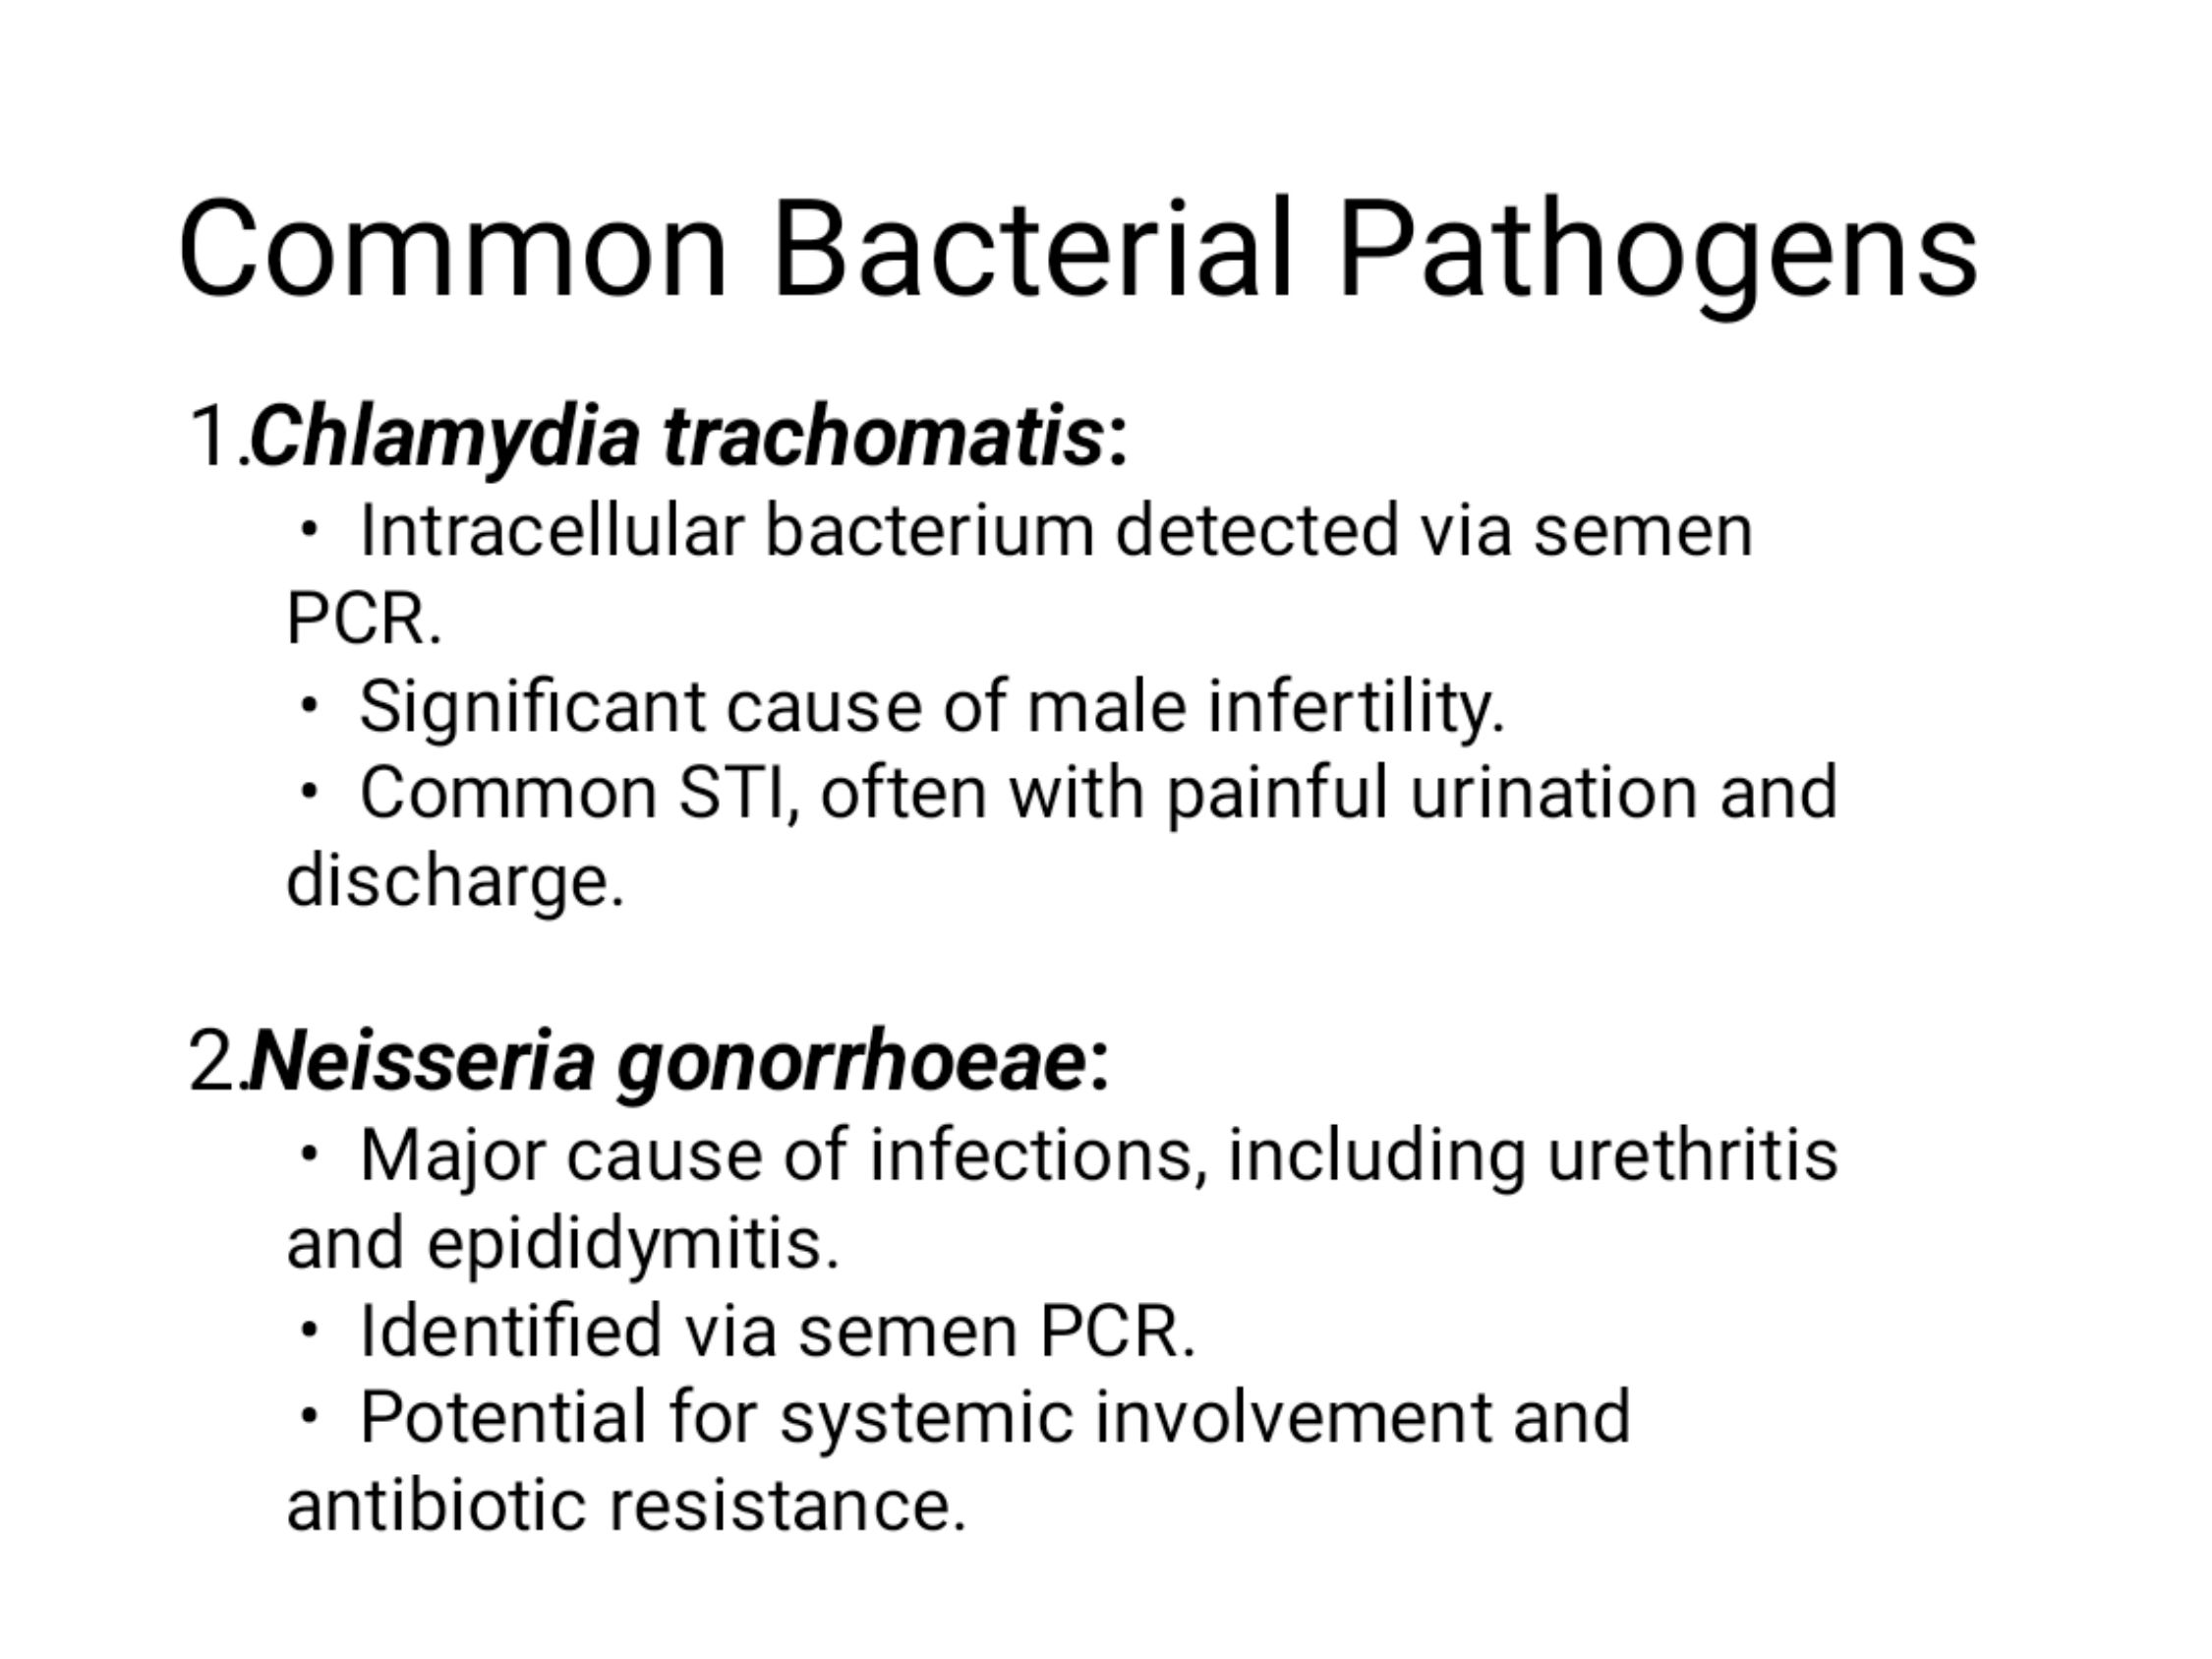 Common Bacterial Pathogens
1.Chlamydia trachomatis:
• Intracellular bacterium detected via semen
PCR.
• Significant cause of male infertility.
• Common STI, often with painful urination and
discharge.
2.Neisseria gonorrhoeae:
• Major cause of infections, including urethritis
and epididymitis.
• Identified via semen PCR.
• Potential for systemic involvement and
antibiotic resistance.